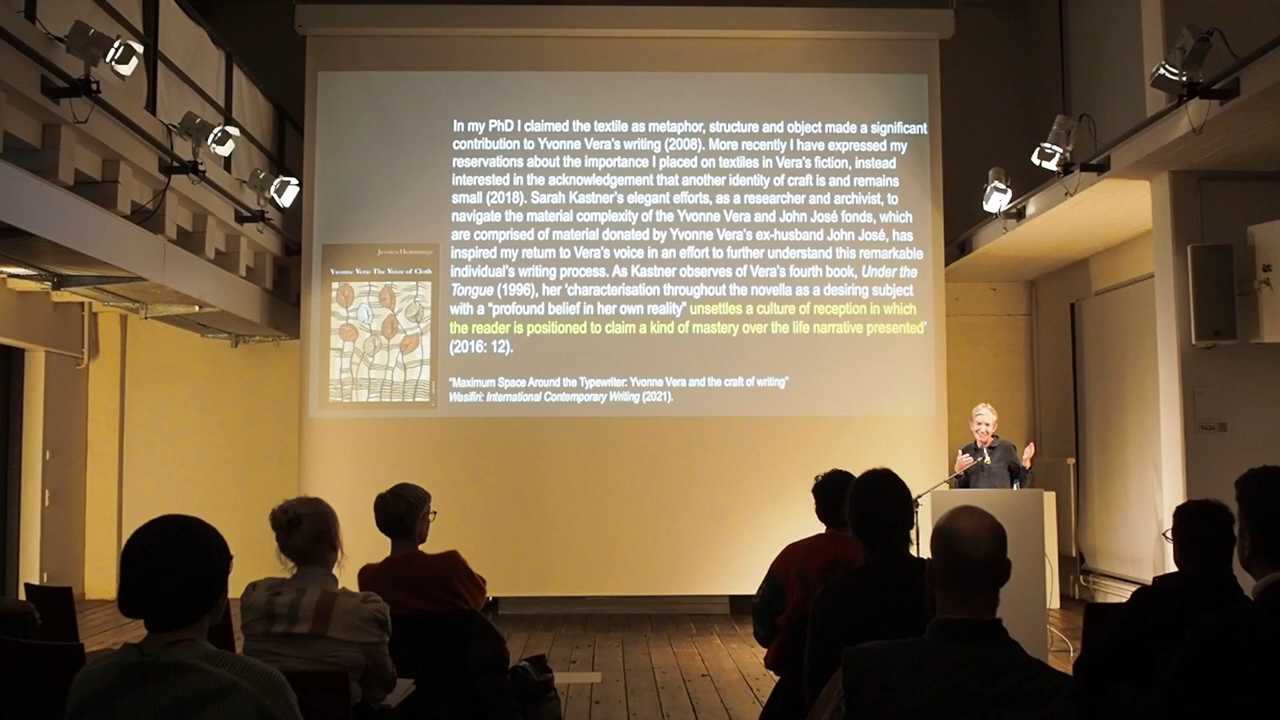 In my PhD I claimed the textile as metaphor, structure and object made a significant
contribution to Yvonne Vera's writing (2008). More recently I have expressed my
reservations about the importance I placed on textiles in Vera's fiction, instead
interested in the acknowledgement that another identity of craft is and remains
small (2018). Sarah Kastner's elegant efforts, as a researcher and archivist, to
navigate the material complexity of the Yvonne Vera and John José fonds, which
are comprised of material donated by Yvonne Vera's ex-husband John José, has
inspired my return to Vera's voice in an effort to further understand this remarkable
individual's writing process. As Kastner observes of Vera's fourth book, Under the
Tongue (1996), her 'characterisation throughout the novella as a desiring subject
with a "profound belief in her own reality" unsettles a culture of reception in which
the reader is positioned to claim a kind of mastery over the life narrative presented'
(2016: 12).
"Maximum Space Around the Typewriter: Yvonne Vera and the craft of writing"
Wasifiri: International Contemporary Writing (2021).
Jessica Hemmings
Yvonne Vera: The Voice of Cloth